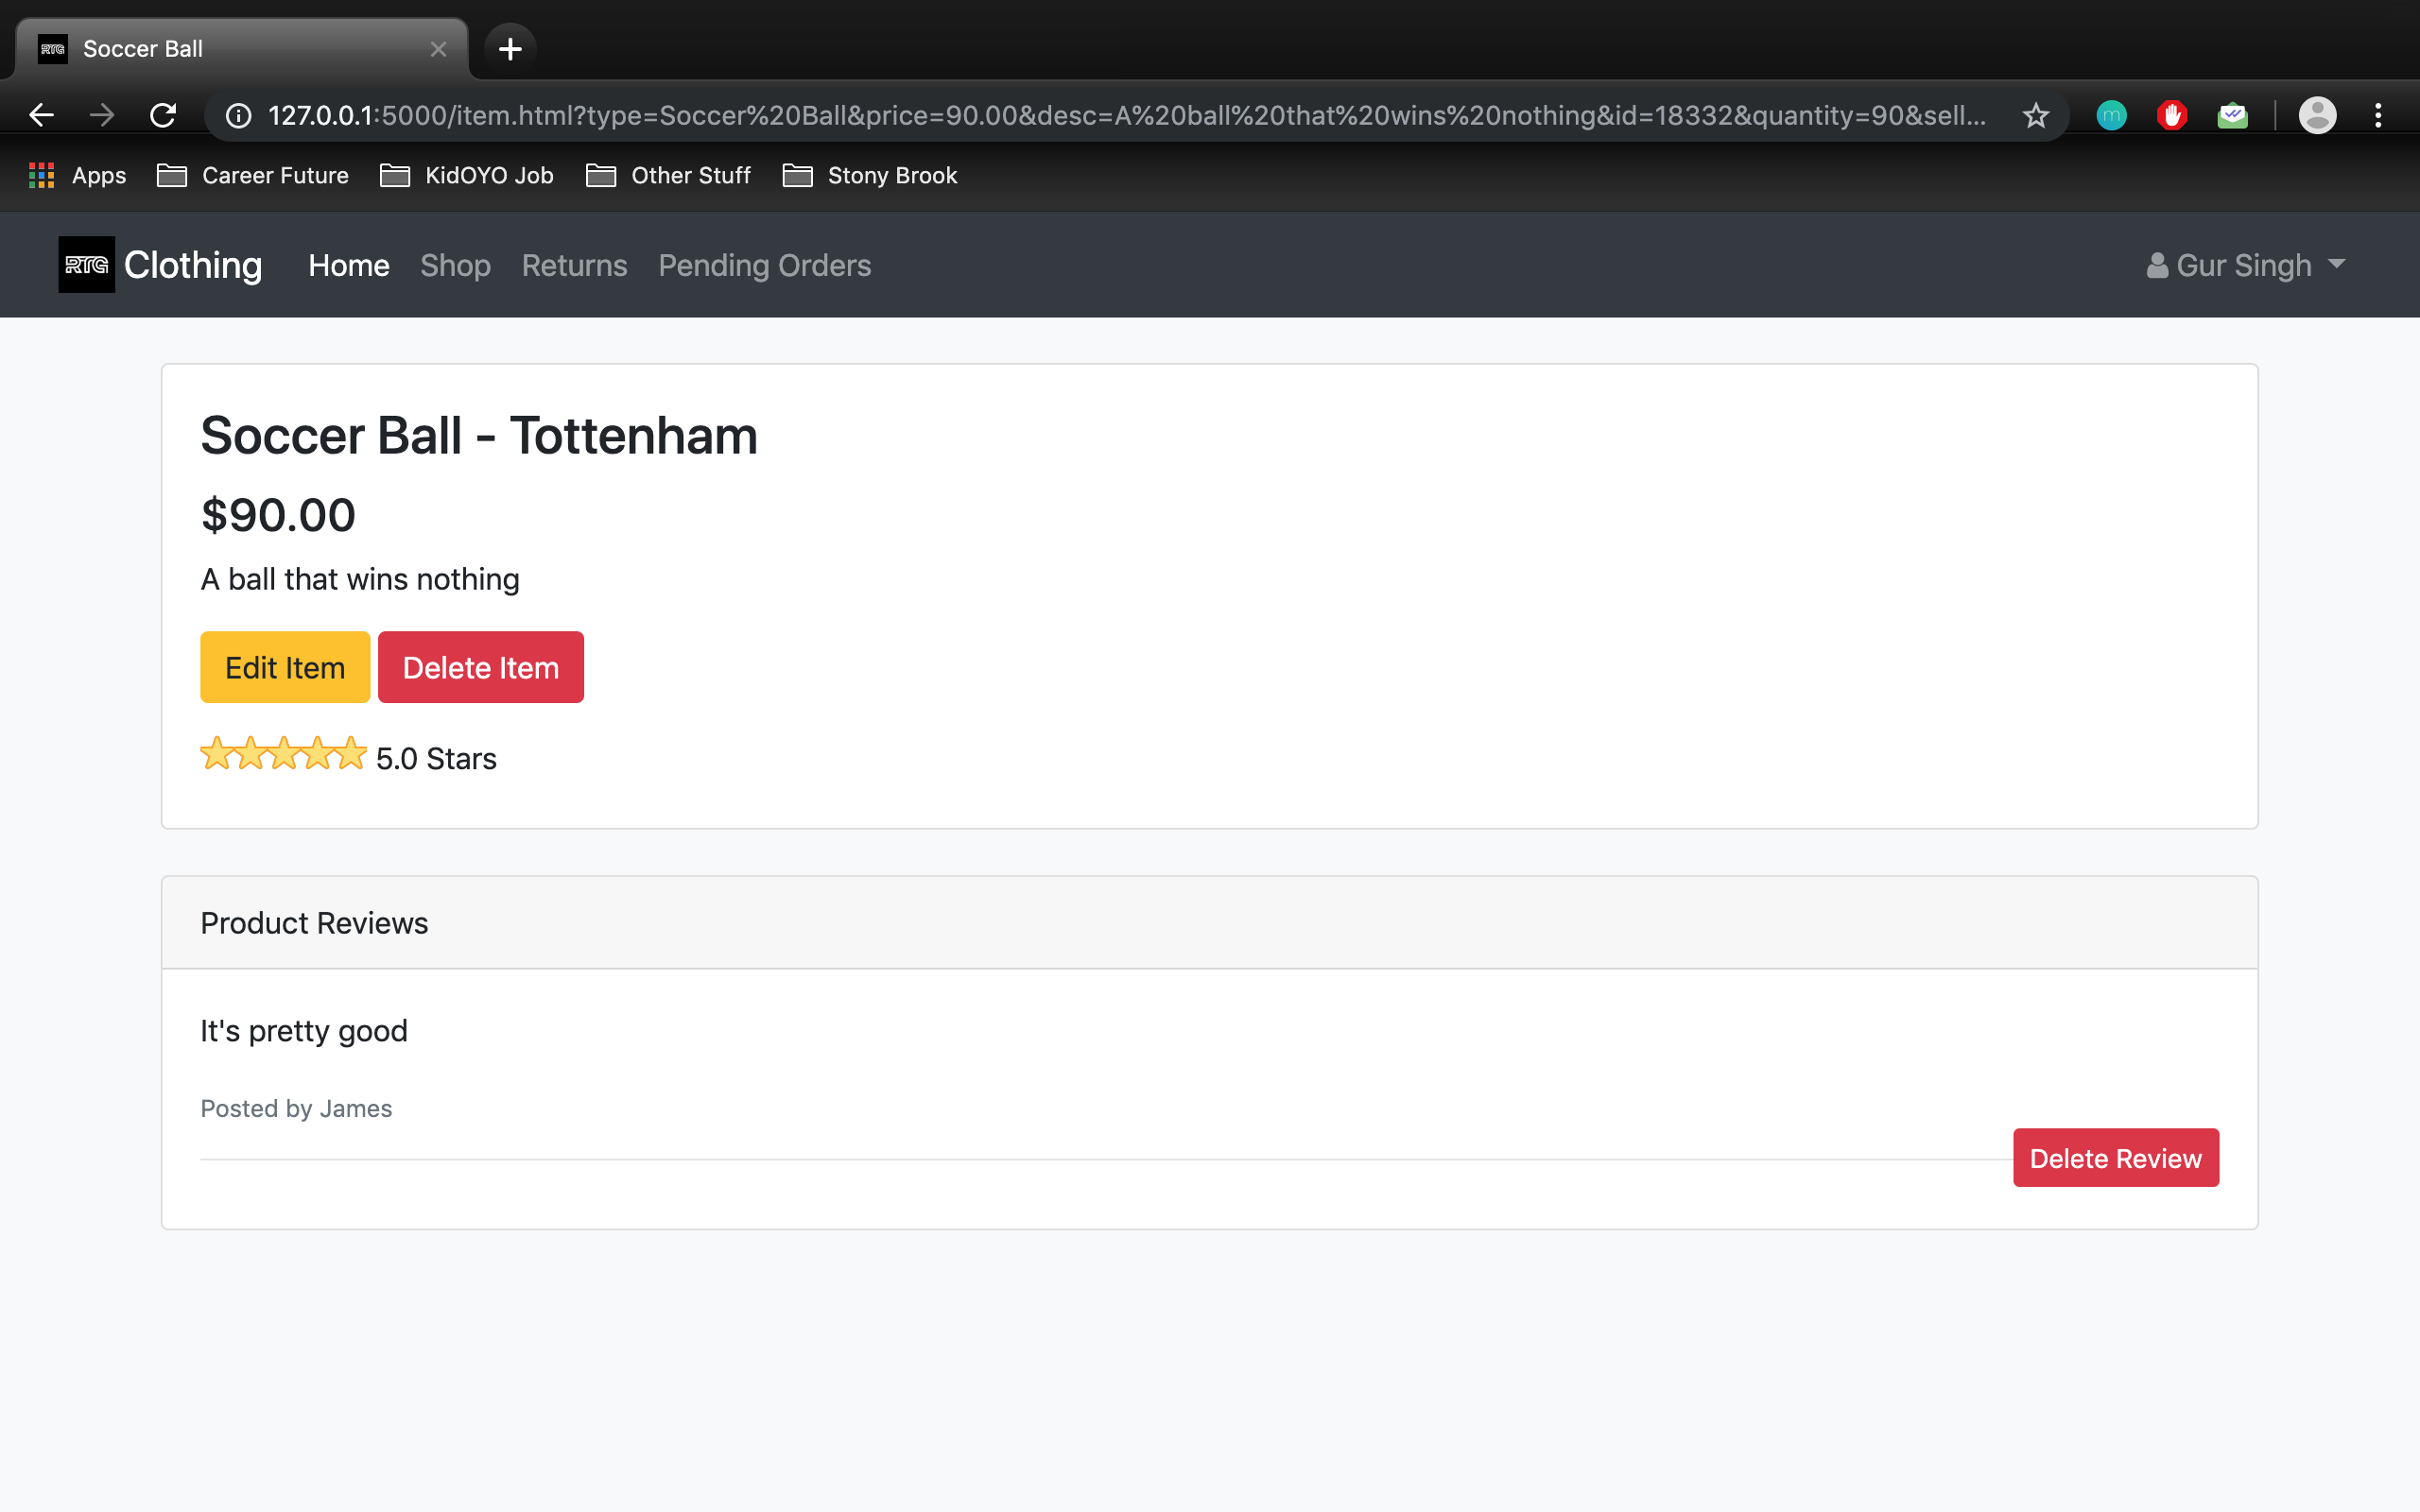 RTG Soccer Ball
127.0.0.1:5000/item.html?type=Soccer%20Ball&price=90.00&desc=A%20ball%20that%20wins%20nothing&id=18332&quantity=90&sell...
m
Apps Career Future KidOYO Job Other Stuff Stony Brook
RTG Clothing Home Shop Returns Pending Orders Gur Singh
Soccer Ball - Tottenham
$90.00
A ball that wins nothing
Edit Item Delete Item
5.0 Stars
Product Reviews
It's pretty good
Posted by James
Delete Review